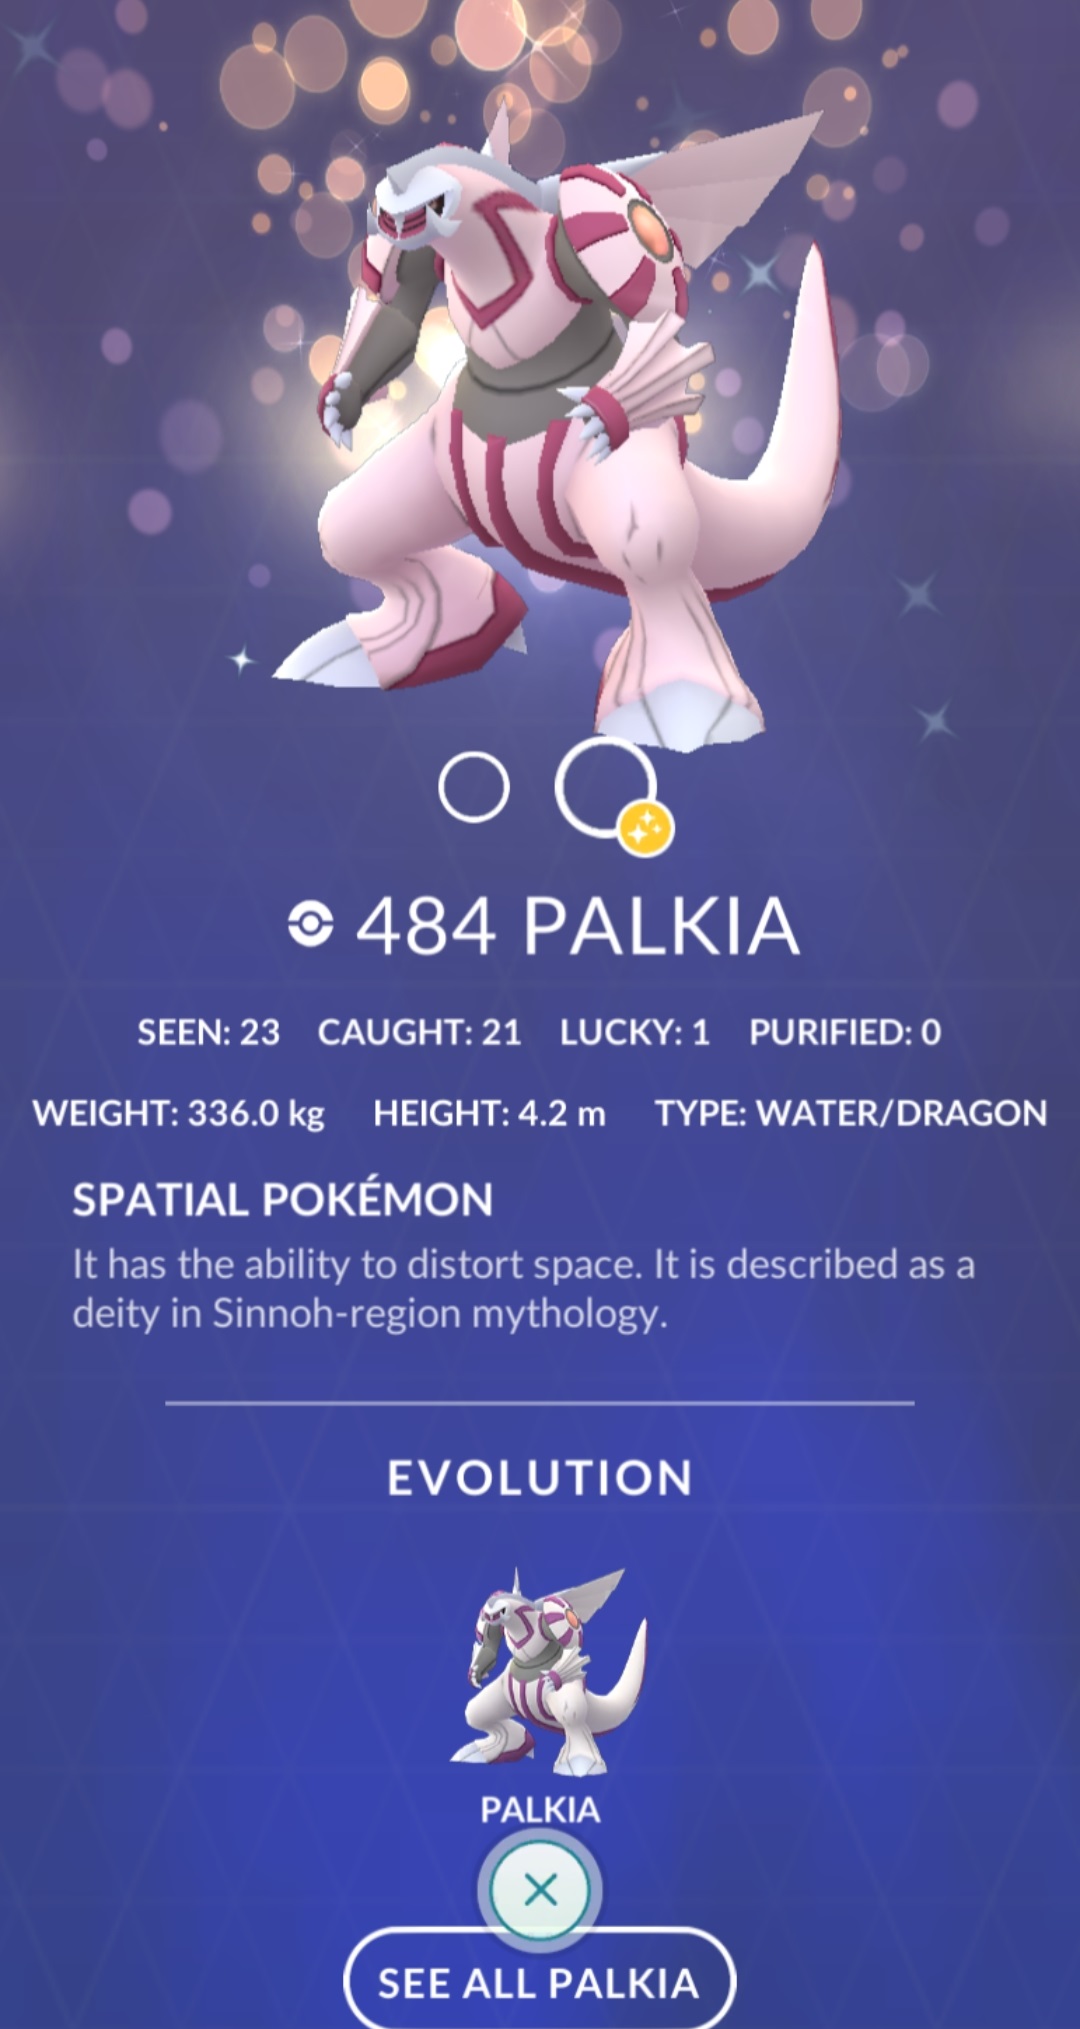 484 PALKIA
SEEN: 23 CAUGHT: 21 LUCKY: 1 PURIFIED: 0
WEIGHT: 336.0 kg HEIGHT: 4.2 m TYPE: WATER/DRAGON
SPATIAL POKÉMON
It has the ability to distort space. It is described as a
deity in Sinnoh-region mythology.
EVOLUTION
PALKIA
SEE ALL PALKIA